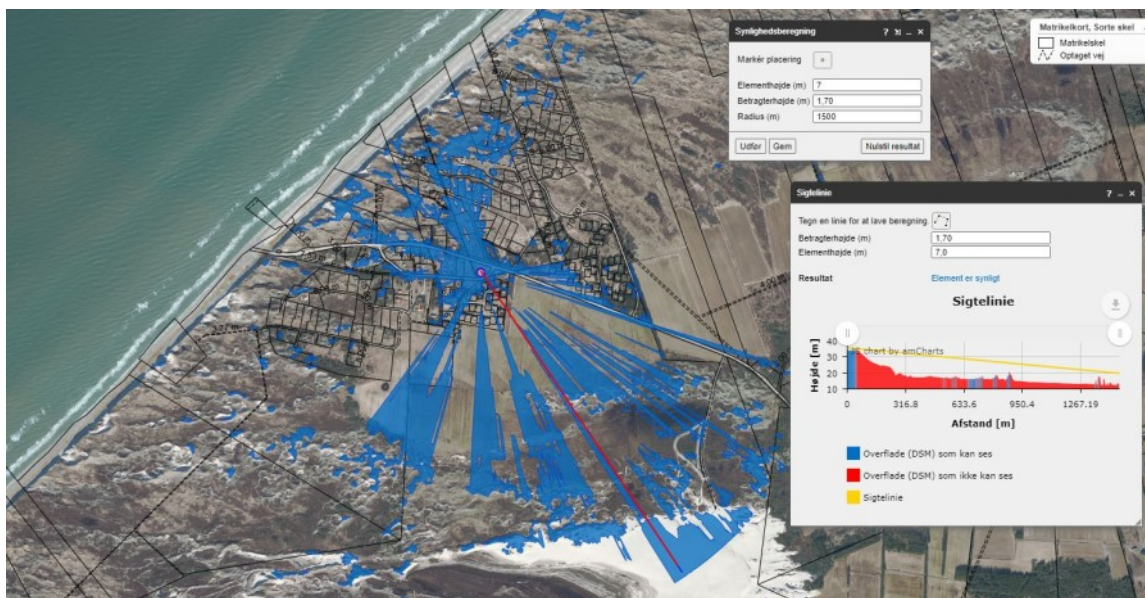 Synlighedsberegning
Markér placering
Elementhøjde (m) 7
Betragterhøjde (m) 1,70
Radius (m) 1500
Udfør Gem Nulstil resultat
Matrikelkort, Sorte skel
Matrikelskel
Optaget vej
Sigtelinie
Tegn en linie for at lave beregning.
Betragterhøjde (m) 1,70
Elementhøjde (m) 7,0
Resultat Element er synligt
Sigtelinie
chart by amCharts
Højde [m]
40
30
20
10
0 316.8 633.6 950.4 1267.19
Afstand [m]
Overflade (DSM) som kan ses
Overflade (DSM) som ikke kan ses
Sigtelinie